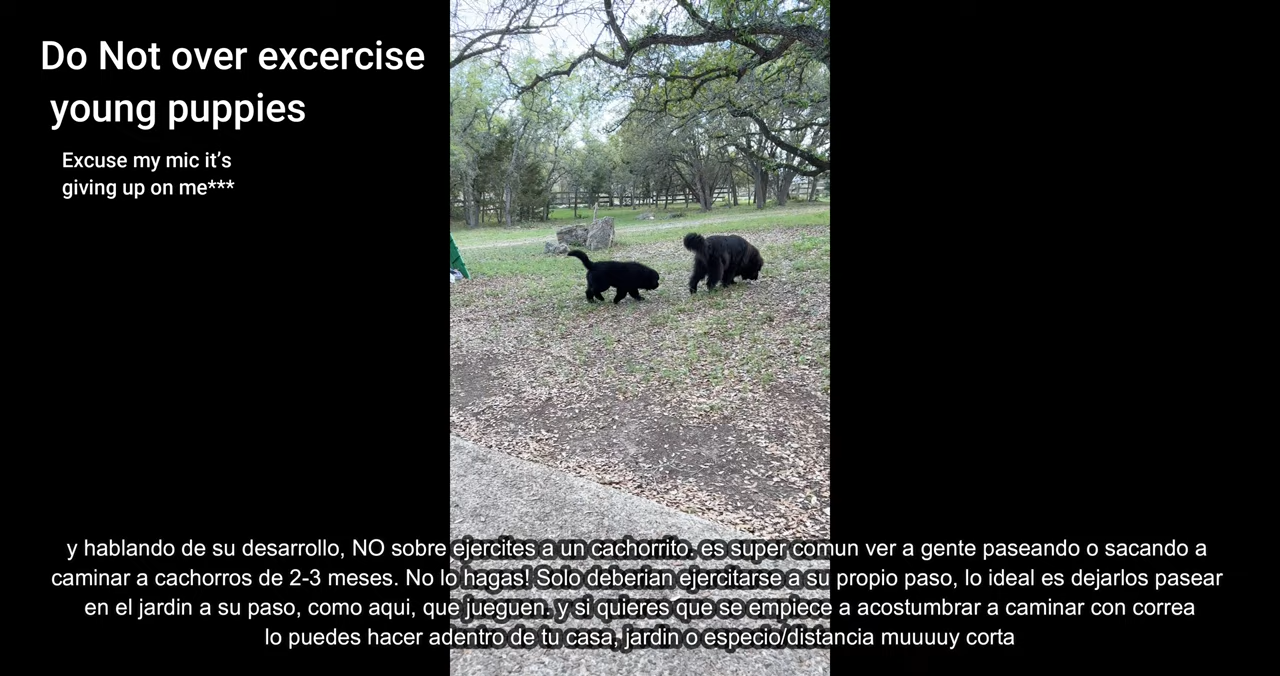 Do Not over excercise
young puppies
Excuse my mic it's
giving up on me***
y hablando de su desarrollo, NO sobre ejercites a un cachorrito. es super comun ver a gente paseando o sacando a
caminar a cachorros de 2-3 meses. No lo hagas! Solo deberian ejercitarse a su propio paso, lo ideal es dejarlos pasear
en el jardin a su paso, como aqui, que jueguen. y si quieres que se empiece a acostumbrar a caminar con correa
lo puedes hacer adentro de tu casa, jardin o especio/distancia muuuuy corta